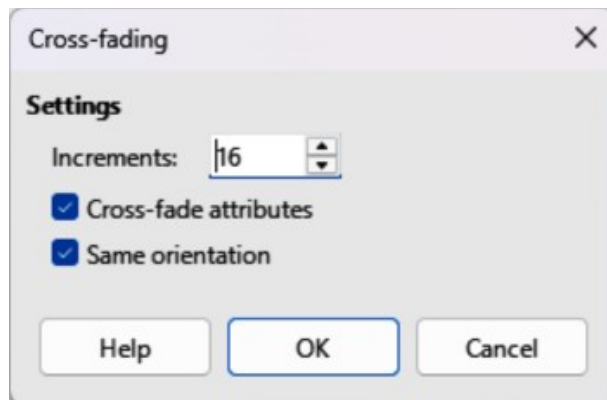 Cross-fading
Settings
Increments: 16
Cross-fade attributes
Same orientation
Help OK Cancel